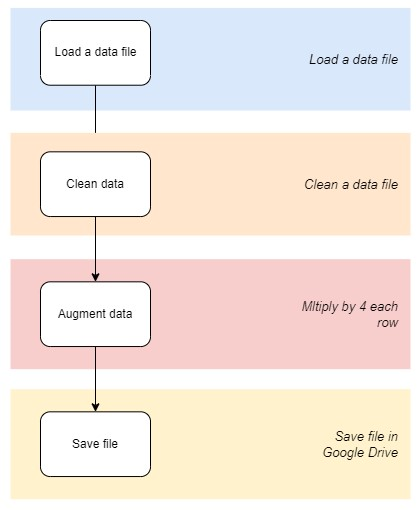 Load a data file
Load a data file
Clean data
Clean a data file
Augment data
Mltiply by 4 each
row
Save file
Save file in
Google Drive